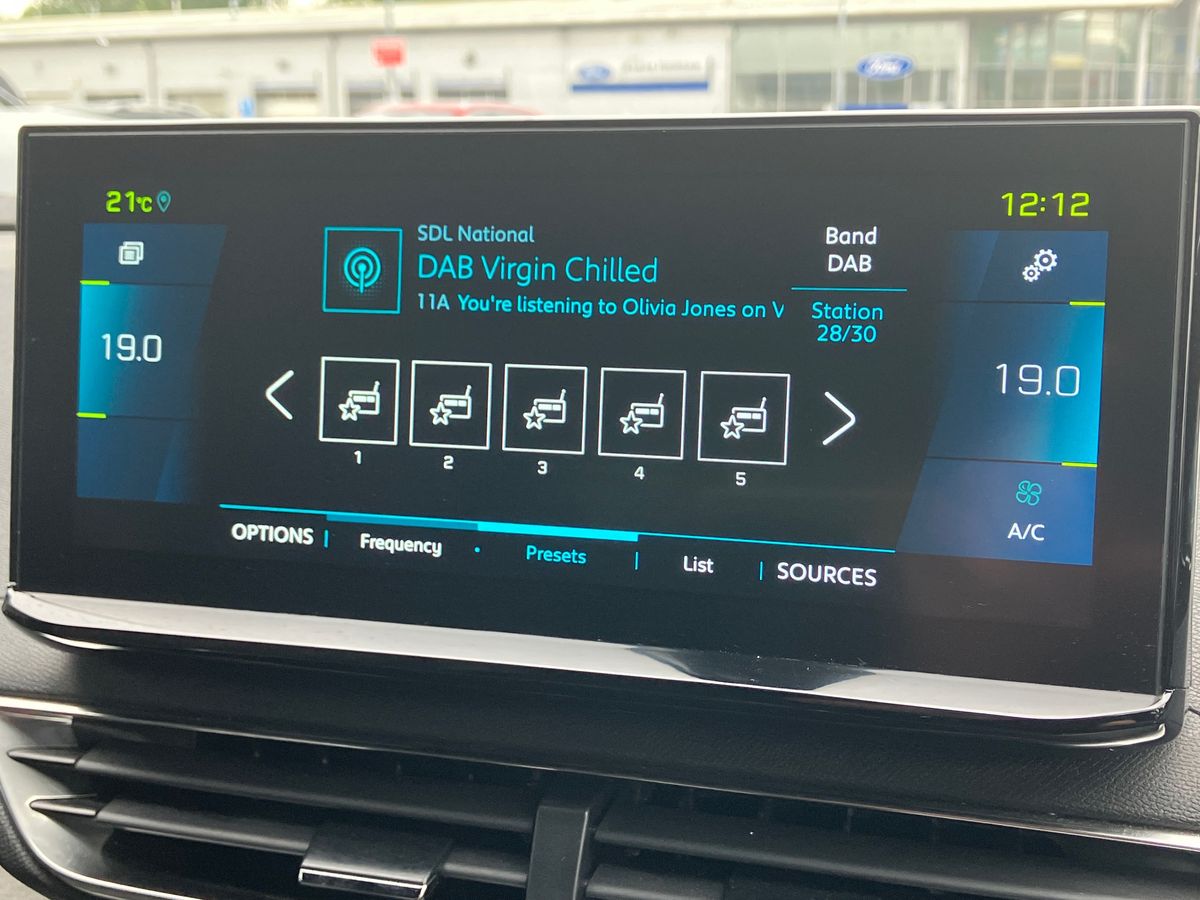 Ford
21°C
12:12
SDL National
DAB Virgin Chilled
11A You're listening to Olivia Jones on V
Band
DAB
Station
28/30
19.0
19.0
1
2
3
4
5
A/C
OPTIONS
Frequency
Presets
List
SOURCES